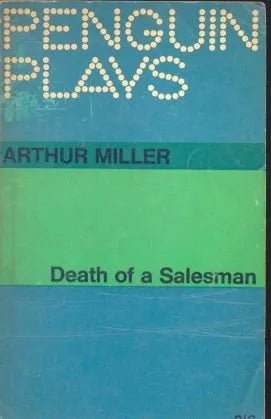 PENGUIN
PLAYS
ARTHUR MILLER
Death of a Salesman